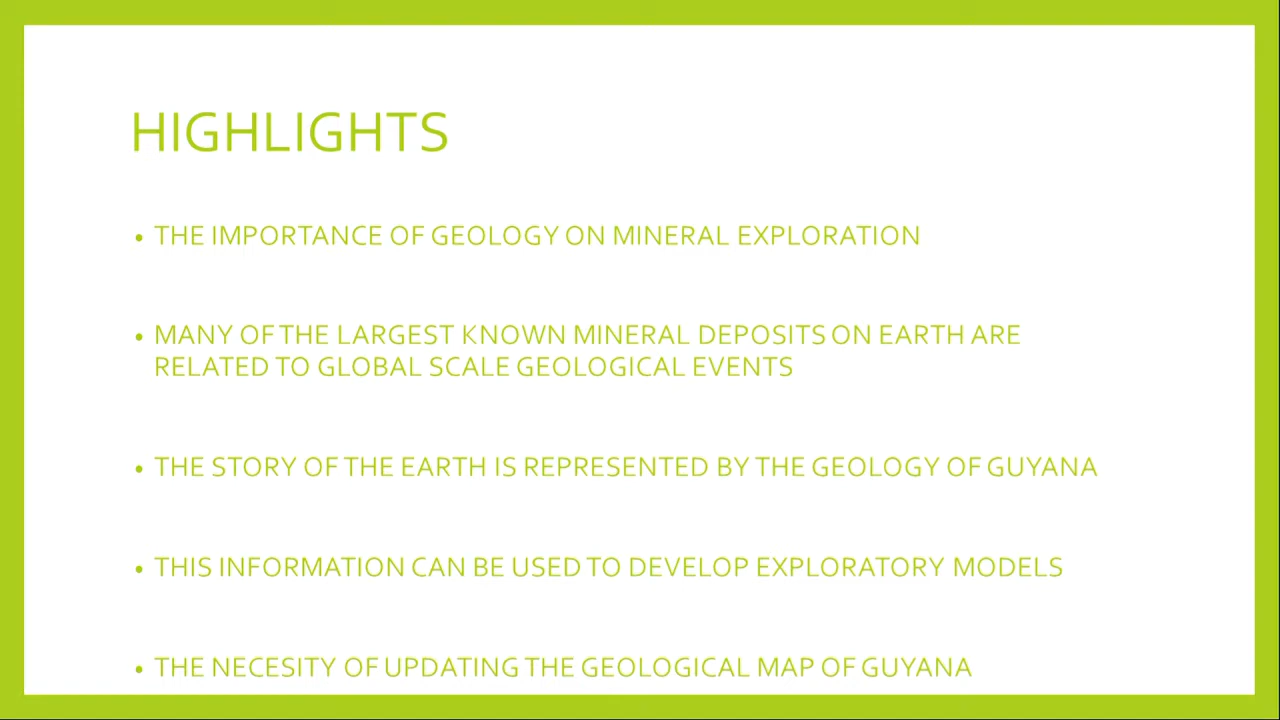 HIGHLIGHTS
• THE IMPORTANCE OF GEOLOGY ON MINERAL EXPLORATION
• MANY OF THE LARGEST KNOWN MINERAL DEPOSITS ON EARTH ARE
RELATED TO GLOBAL SCALE GEOLOGICAL EVENTS
• THE STORY OF THE EARTH IS REPRESENTED BY THE GEOLOGY OF GUYANA
• THIS INFORMATION CAN BE USED TO DEVELOP EXPLORATORY MODELS
• THE NECESITY OF UPDATING THE GEOLOGICAL MAP OF GUYANA